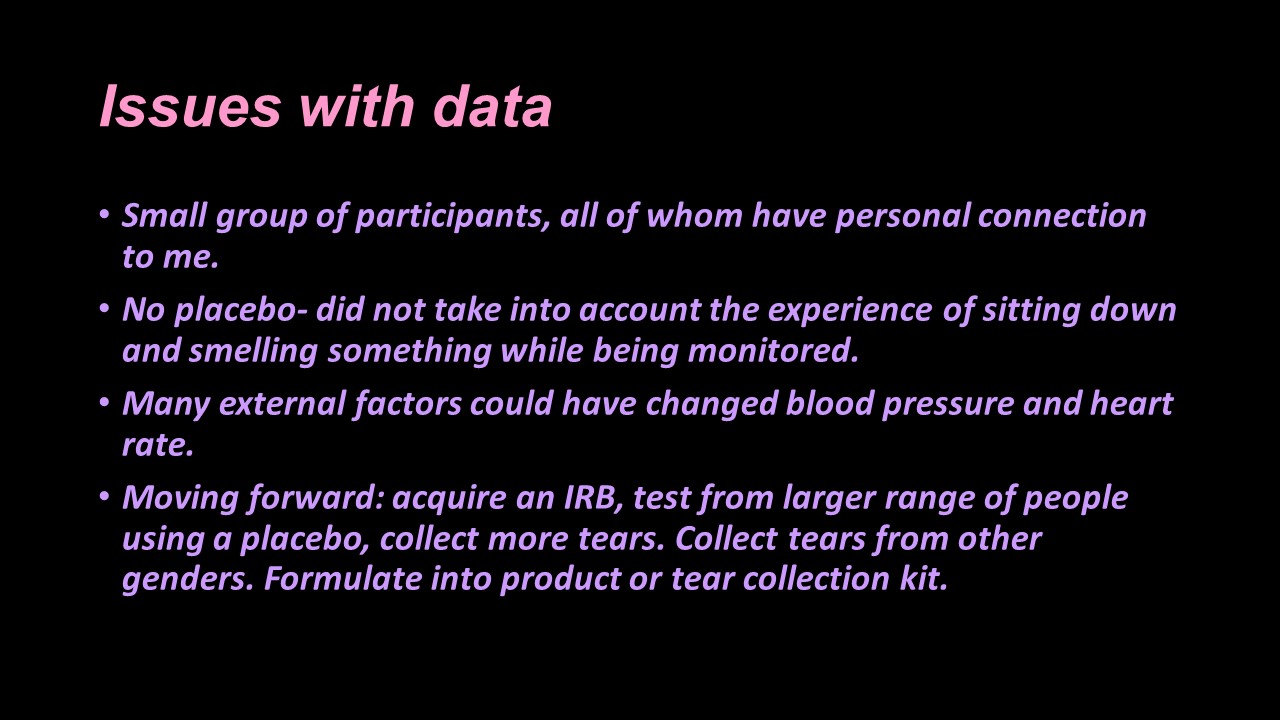 Issues with data
• Small group of participants, all of whom have personal connection
to me.
• No placebo- did not take into account the experience of sitting down
and smelling something while being monitored.
• Many external factors could have changed blood pressure and heart
rate.
• Moving forward: acquire an IRB, test from larger range of people
using a placebo, collect more tears. Collect tears from other
genders. Formulate into product or tear collection kit.